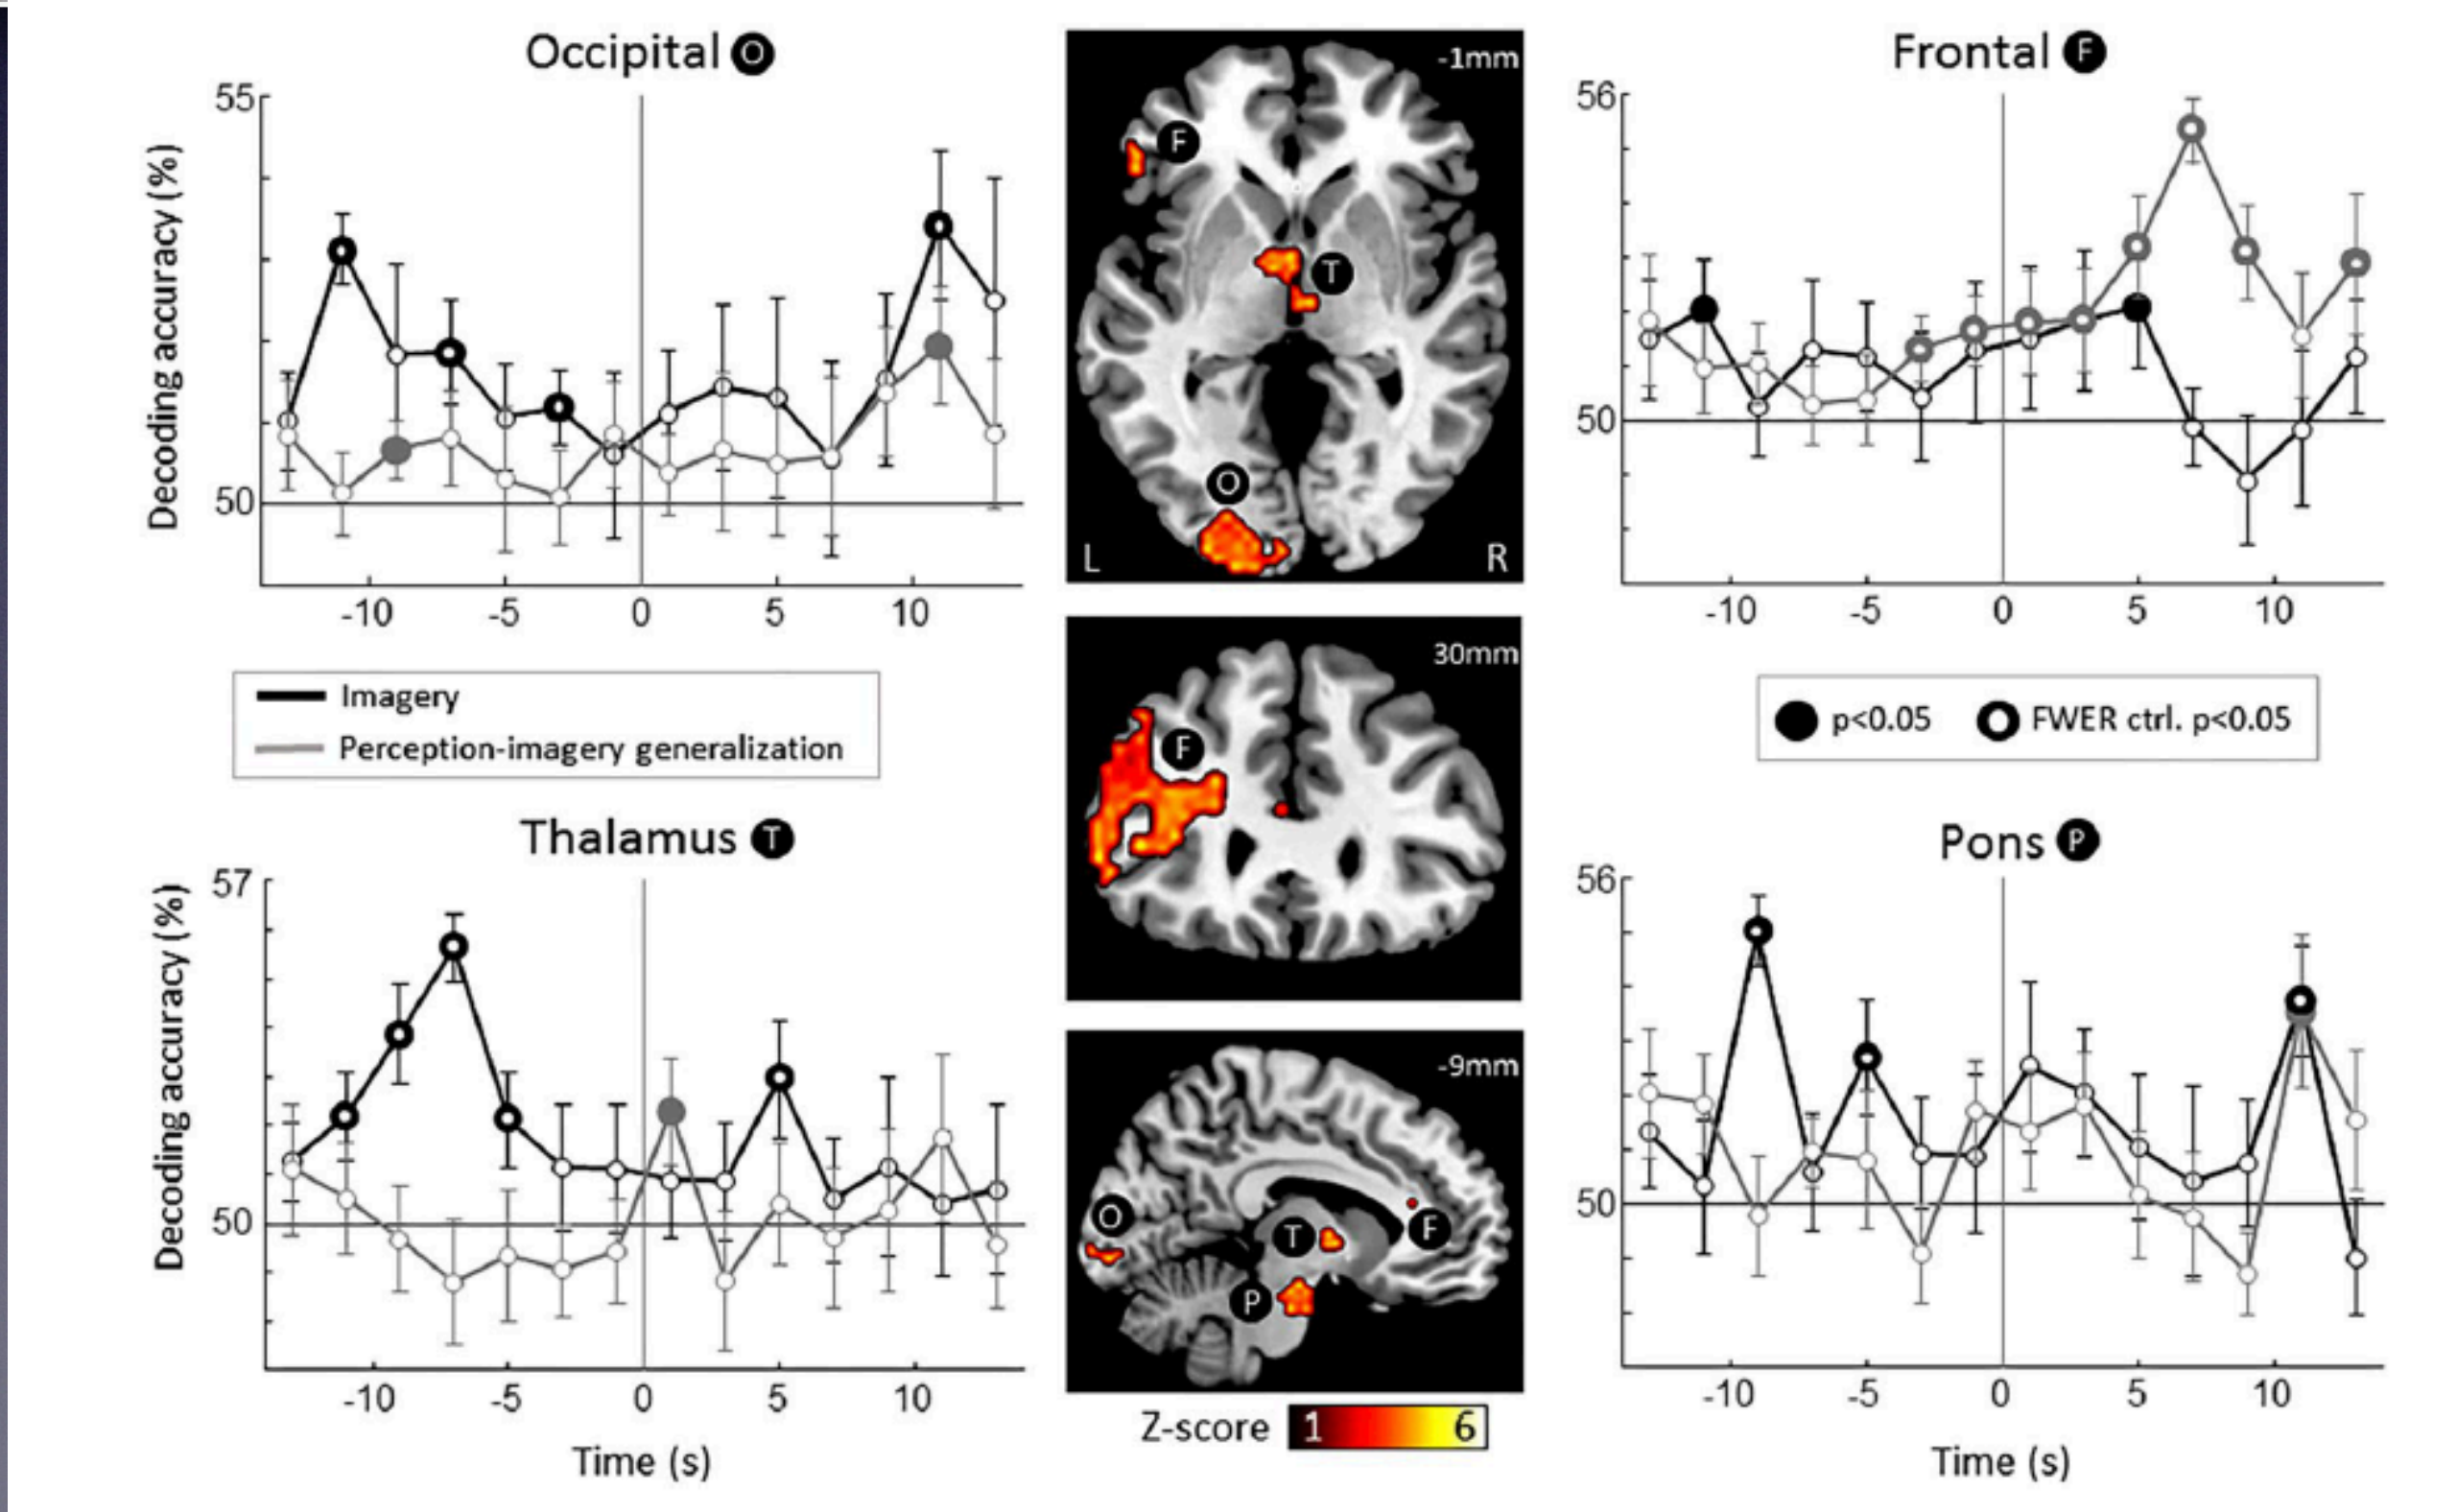 Occipital O
55
50
Decoding accuracy (%)
-10 -5 0 5 10
-1mm
F
T
O
L R
Frontal F
56
50
-10 -5 0 5 10
Imagery
Perception-imagery generalization
30mm
F
p<0.05 FWER ctrl. p<0.05
Thalamus T
57
50
Decoding accuracy (%)
-10 -5 0 5 10
Time (s)
-9mm
O
T
F
P
Z-score 1 6
Pons P
56
50
-10 -5 0 5 10
Time (s)